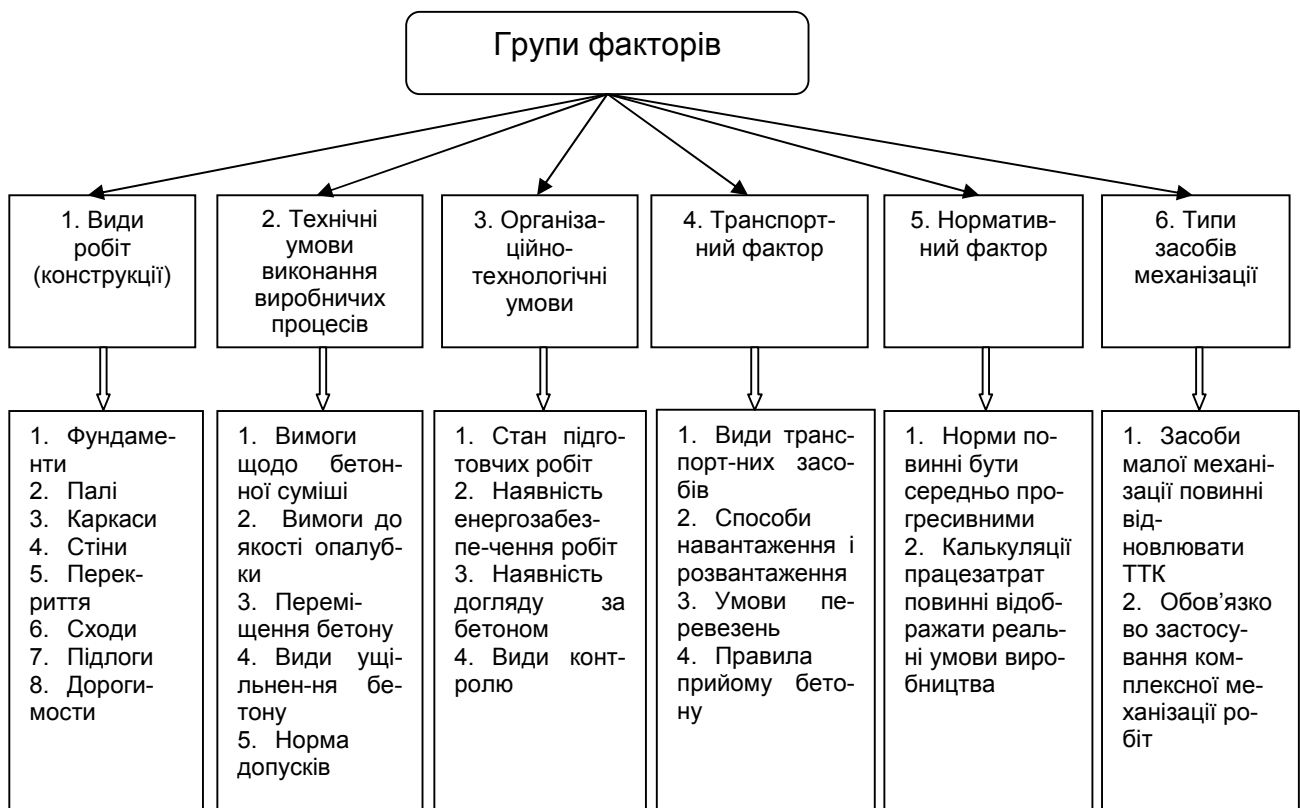 Групи факторів
1. Види
робіт
(конструкції)
2. Технічні
умови
виконання
виробничих
процесів
3. Організа-
ційно-
технологічні
умови
4. Транспорт-
ний фактор
5. Норматив-
ний фактор
6. Типи
засобів
механізації
1. Фундаме-
нти
2. Палі
3. Каркаси
4. Стіни
5. Перек-
риття
6. Сходи
7. Підлоги
8. Дороги-
мости
1. Вимоги
щодо бетон-
ної суміші
2. Вимоги до
якості опалуб-
ки
3. Перемі-
щення бетону
4. Види ущі-
льнен-ня бе-
тону
5. Норма
допусків
1. Стан підго-
товчих робіт
2. Наявність
енергозабез-
пе-чення робіт
3. Наявність
догляду за
бетоном
4. Види конт-
ролю
1. Види транс-
порт-них засо-
бів
2. Способи
навантаження і
розвантаження
3. Умови пе-
ревезень
4. Правила
прийому бето-
ну
1. Норми по-
винні бути
середньо про-
гресивними
2. Калькуляції
працезатрат
повинні відоб-
ражати реаль-
ні умови виро-
бництва
1. Засоби
малої механі-
зації повинні
від-
новлювати
ТТК
2. Обов’язко
во застосу-
вання ком-
плексної ме-
ханізації ро-
біт